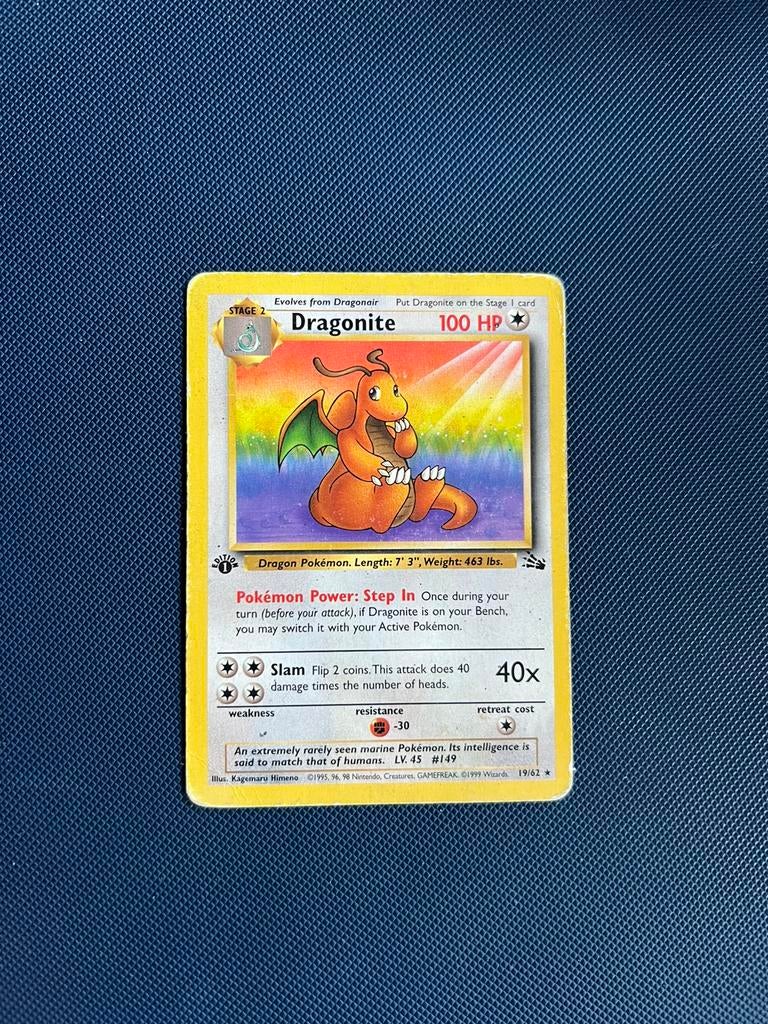 Evolves from Dragonair Put Dragonite on the Stage 1 card
STAGE 2
Dragonite 100 HP
EDITION
1
Dragon Pokémon. Length: 7' 3", Weight: 463 lbs.
Pokémon Power: Step In Once during your
turn (before your attack), if Dragonite is on your Bench,
you may switch it with your Active Pokémon.
Slam Flip 2 coins. This attack does 40
damage times the number of heads.
40x
weakness resistance retreat cost
-30
An extremely rarely seen marine Pokémon. Its intelligence is
said to match that of humans. LV. 45 #149
Illus. Kagemaru Himeno ©1995, 96, 98 Nintendo, Creatures, GAMEFREAK. ©1999 Wizards. 19/62 ★